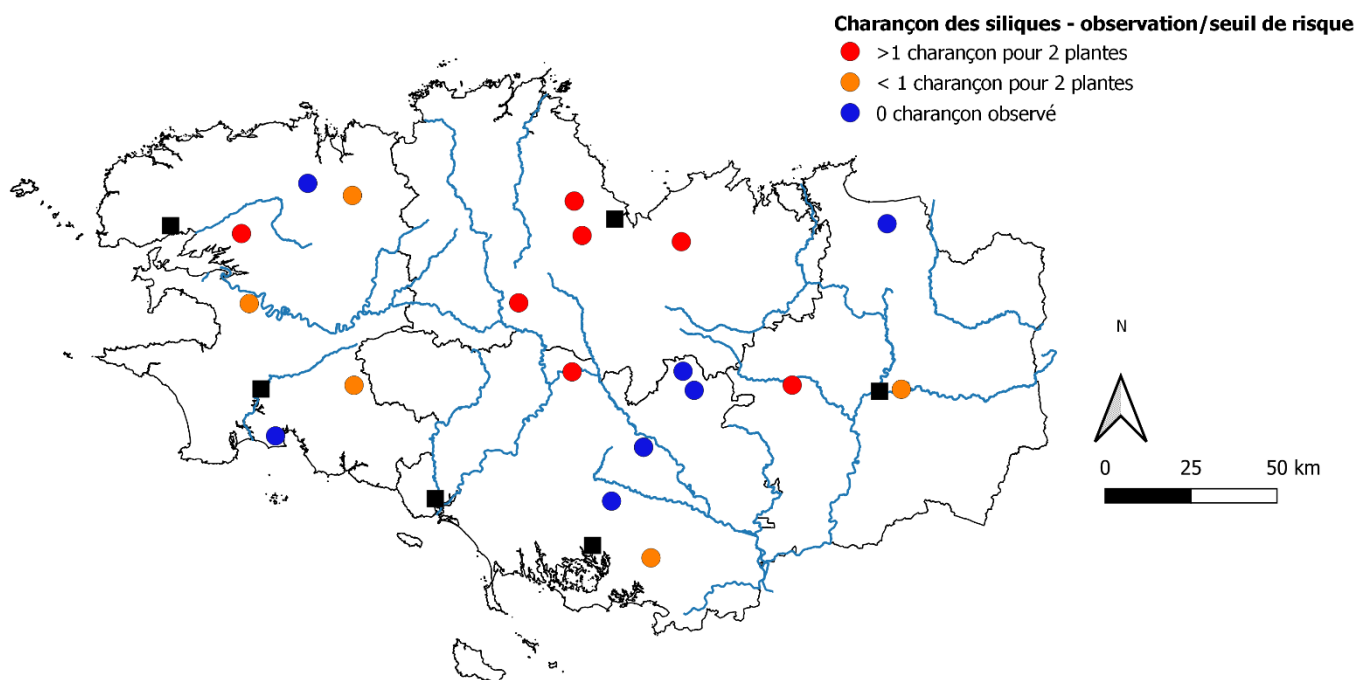 Charançon des siliques - observation/seuil de risque
>1 charançon pour 2 plantes
< 1 charançon pour 2 plantes
0 charançon observé
N
0 25 50 km